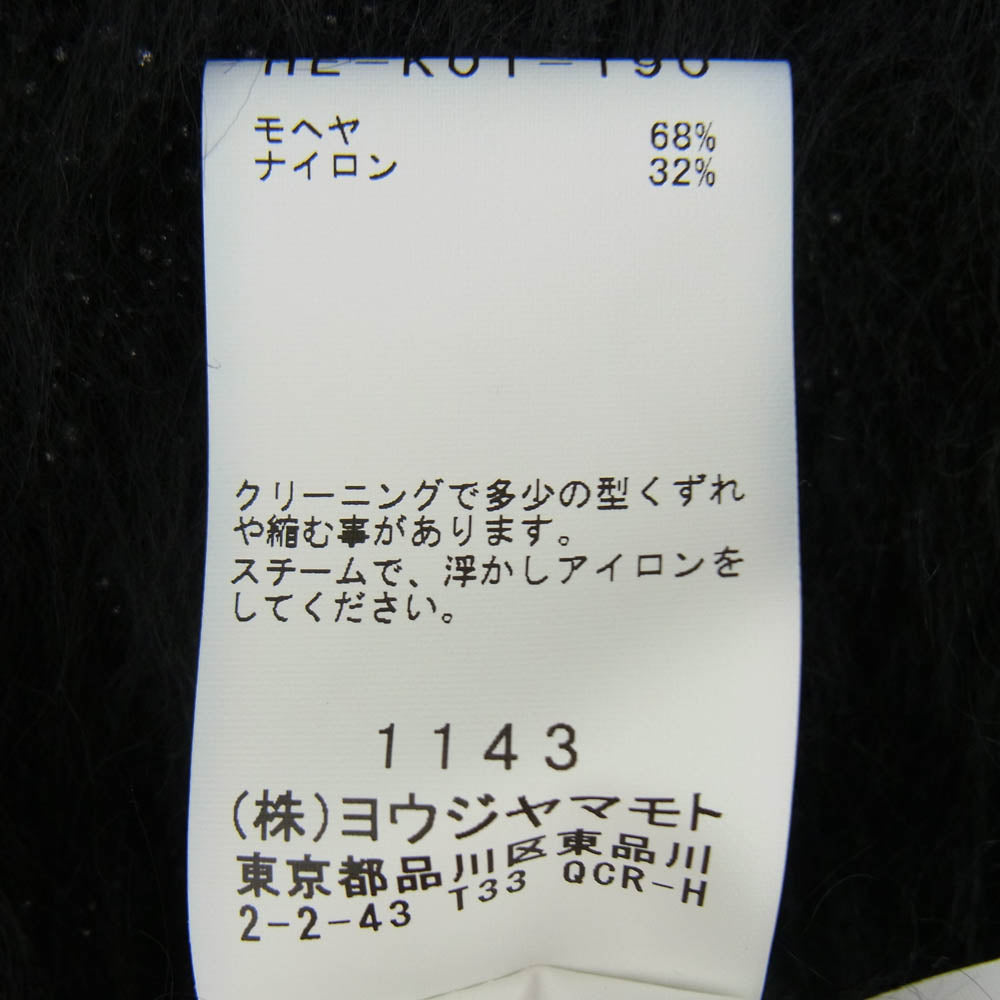 HE-K01-190
モヘヤ 68%
ナイロン 32%
クリーニングで多少の型くずれ
や縮む事があります。
スチームで、浮かしアイロンを
してください。
1143
(株)ヨウジヤマモト
東京都品川区東品川
2-2-43 T33 QCR-H